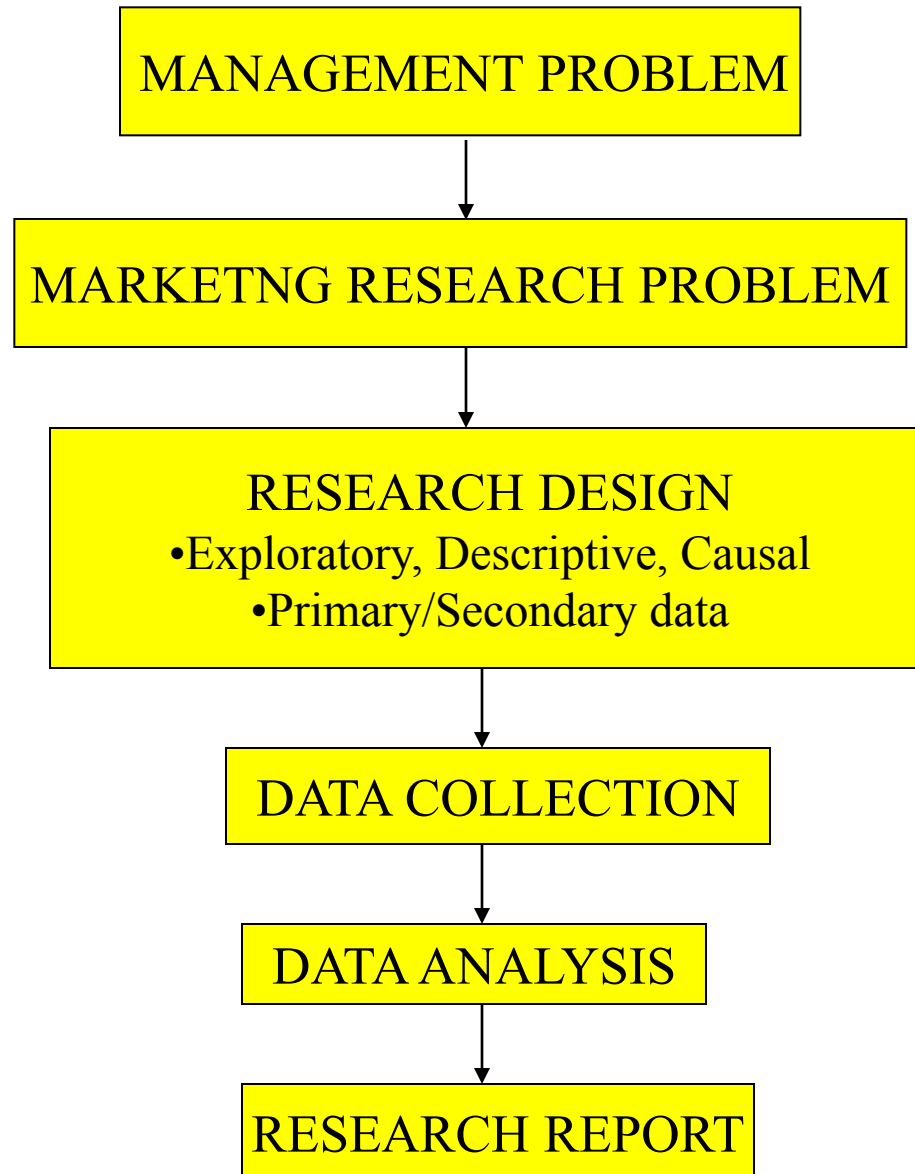 MANAGEMENT PROBLEM
MARKETNG RESEARCH PROBLEM
RESEARCH DESIGN
•Exploratory, Descriptive, Causal
•Primary/Secondary data
DATA COLLECTION
DATA ANALYSIS
RESEARCH REPORT